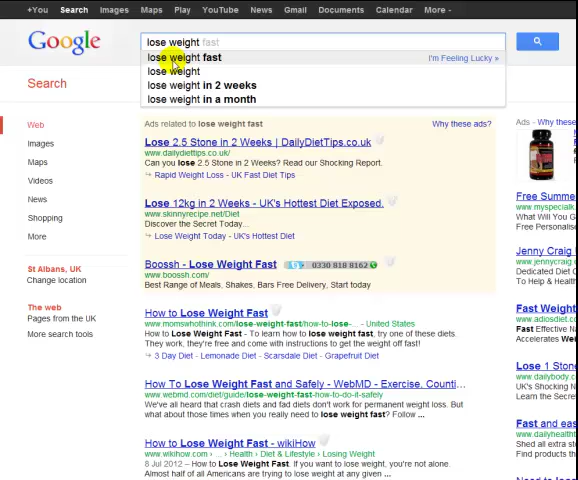 +You Search Images Maps Play YouTube News Gmail Documents Calendar More
Google
lose weight fast
lose weight fast I'm Feeling Lucky »
lose weight
lose weight in 2 weeks
lose weight in a month
Search
Web
Images
Maps
Videos
News
Shopping
More
St Albans, UK
Change location
The web
Pages from the UK
More search tools
Ads related to lose weight fast Why these ads?
Lose 2.5 Stone in 2 Weeks | DailyDietTips.co.uk
www.dailydiettips.co.uk/
Can you lose 2.5 Stone in 2 Weeks? Read our Shocking Report.
Rapid Weight Loss - UK Fast Diet Tips
Lose 12kg in 2 Weeks - UK's Hottest Diet Exposed.
www.skinnyrecipe.net/Diet
Discover the Secret Today...
Lose Weight Today - UK's Hottest Diet
Boossh - Lose Weight Fast 0330 818 8162
www.boossh.com/
Best Range of Meals, Shakes, Bars Free Delivery, Start today
How to Lose Weight Fast
www.momswhothink.com/lose-weight-fast/how-to-lose-... - United States
How to Lose Weight Fast - To learn how to lose weight fast, try one of these diets.
They work, they're free and come with instructions to get the weight off fast!
3 Day Diet - Lemonade Diet - Scarsdale Diet - Grapefruit Diet
How To Lose Weight Fast and Safely - WebMD - Exercise, Counti...
www.webmd.com/diet/guide/lose-weight-fast-how-to-do-it-safely
We've all heard that crash diets and fad diets don't work for permanent weight loss. But
what about those times when you really need to lose weight fast? Follow ...
How to Lose Weight Fast - wikiHow
www.wikihow.com › ... › Health › Diet & Lifestyle › Losing Weight
8 Jul 2012 – How to Lose Weight Fast. If you want to lose weight, you're not alone.
Almost half of all Americans are trying to lose weight at any given ...
Ads - Why these
Free Summe
www.myspecialk.
What Will You G
Free Personalise
Jenny Craig
www.jennycraig
Dedicated Diet C
To Help & Health
Fast Weight
www.adiosdiet.co
Fast Effective N
Accelerates Wei
Lose 1 Stone
www.dailybody.co
UK's Shocking N
Learn the Secre
Fast and eas
www.dailyhealth
Shed all extra st
Find products th